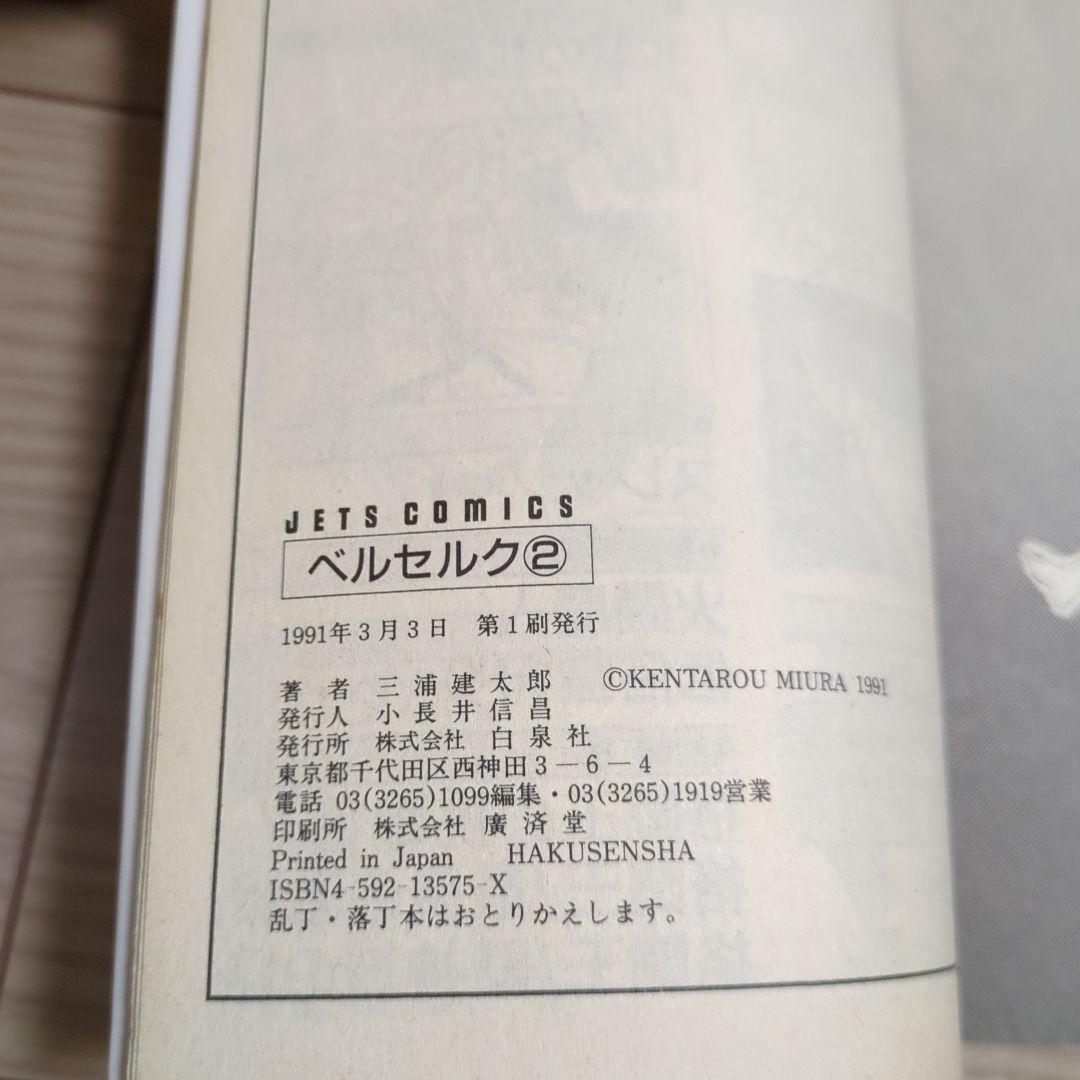 JETS COMICS
ベルセルク②
1991年3月3日 第1刷発行
著者 三浦建太郎 ©KENTAROU MIURA 1991
発行人 小長井信昌
発行所 株式会社 白泉社
東京都千代田区西神田3―6―4
電話 03(3265)1099編集・03(3265)1919営業
印刷所 株式会社 廣済堂
Printed in Japan HAKUSENSHA
ISBN4-592-13575-X
乱丁・落丁本はおとりかえします。